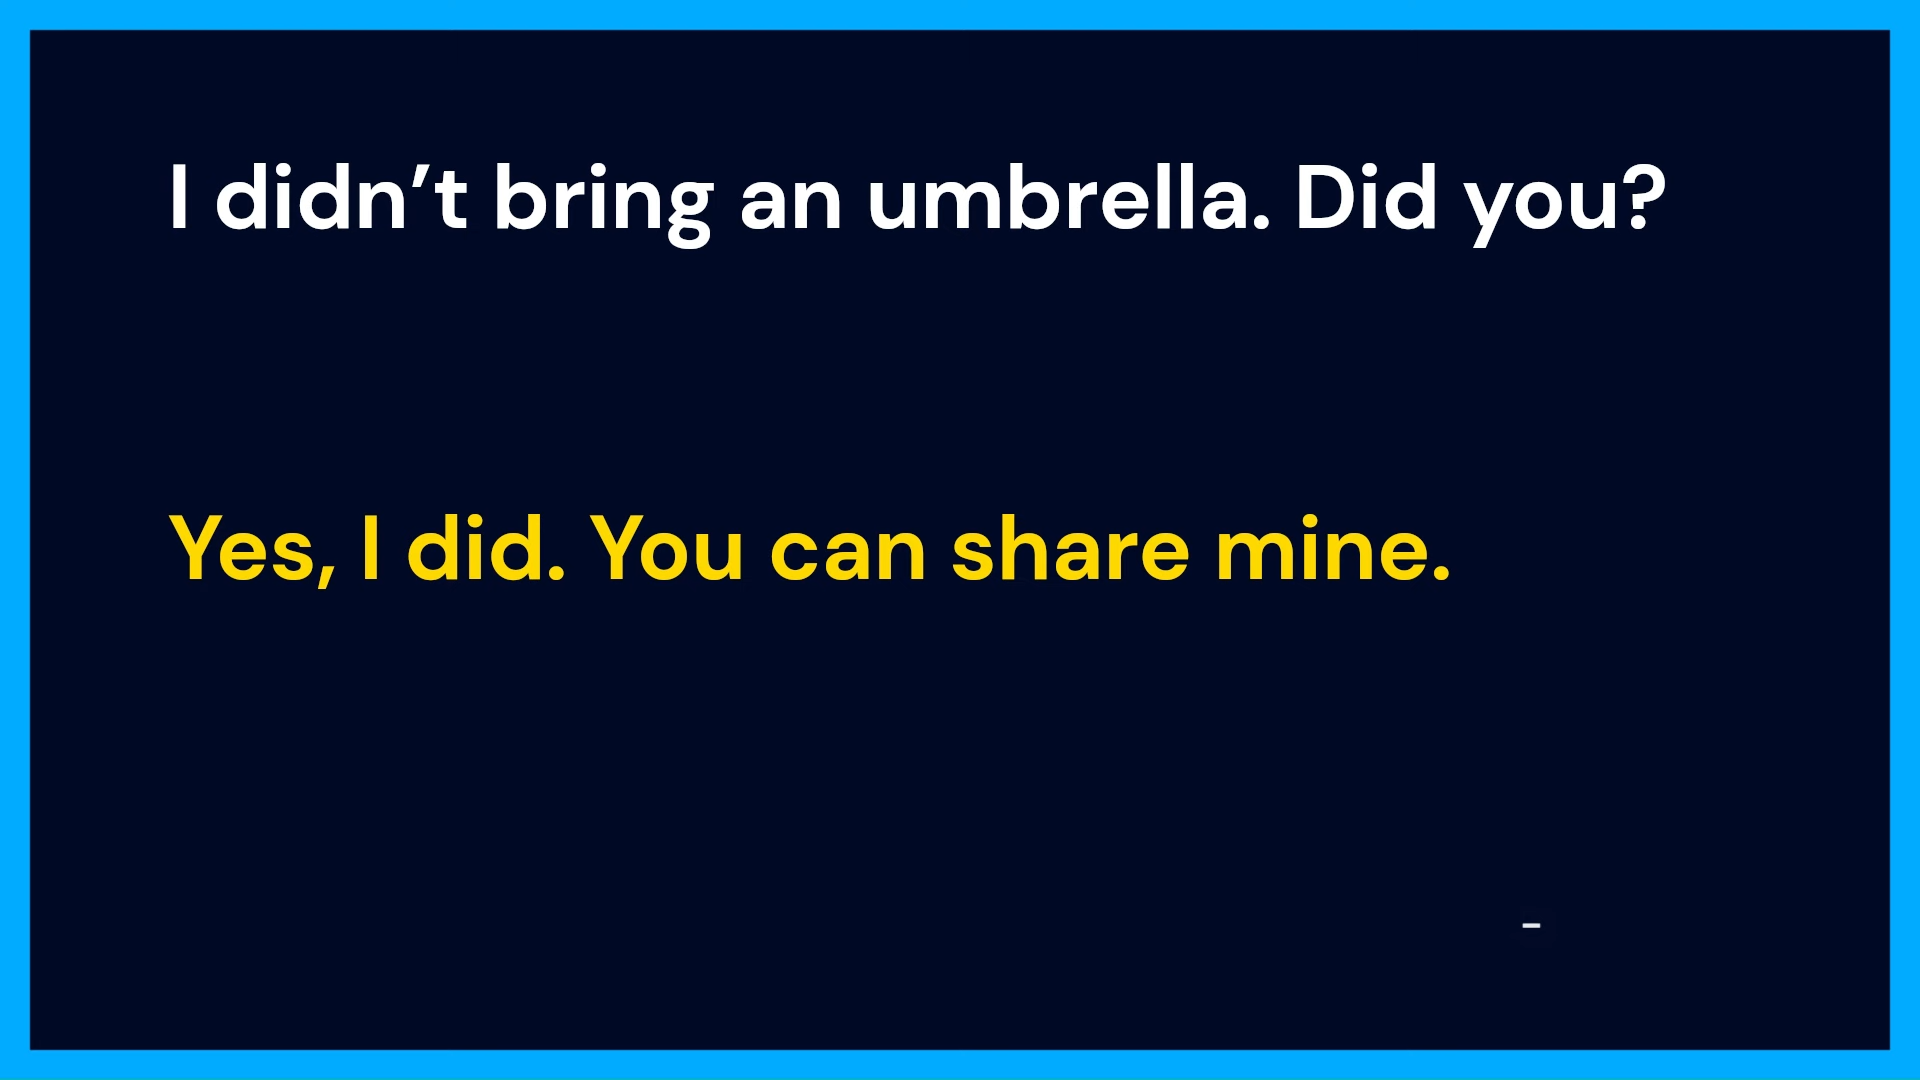 I didn’t bring an umbrella. Did you?
Yes, I did. You can share mine.
-